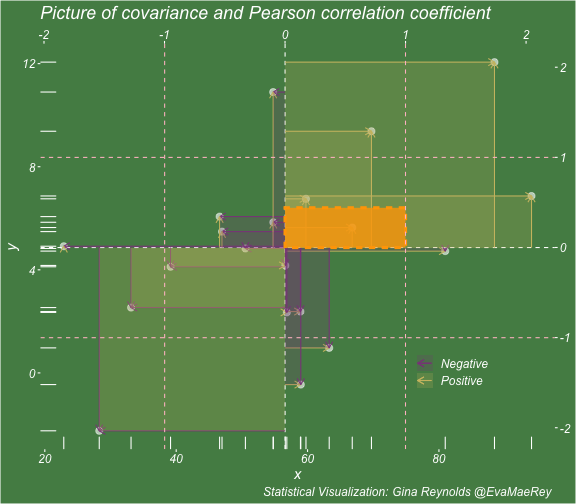 Picture of covariance and Pearson correlation coefficient
-2 -1 0 1 2
12 2
1
8
y 0
4
-1
Negative
0 Positive
-2
20 40 60 80
x
Statistical Visualization: Gina Reynolds @EvaMaeRey